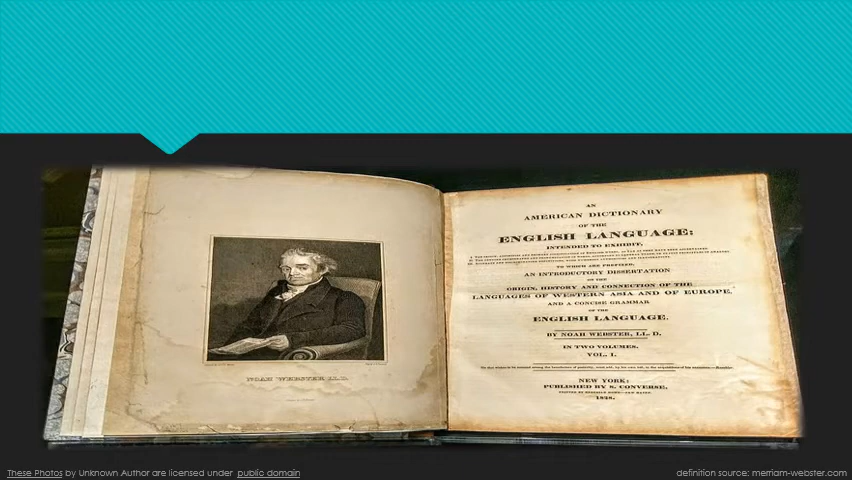 NOAH WEBSTER LL.D.
AN
AMERICAN DICTIONARY
OF THE
ENGLISH LANGUAGE;
INTENDED TO EXHIBIT,
TO WHICH ARE PREFIXED,
AN INTRODUCTORY DISSERTATION
ON THE
ORIGIN, HISTORY AND CONNECTION OF THE
LANGUAGES OF WESTERN ASIA AND OF EUROPE,
AND A CONCISE GRAMMAR
OF THE
ENGLISH LANGUAGE.
BY NOAH WEBSTER, LL. D.
IN TWO VOLUMES.
VOL. I.
NEW YORK:
PUBLISHED BY S. CONVERSE.
1828.
These Photos by Unknown Author are licensed under public domain
definition source: merriam-webster.com